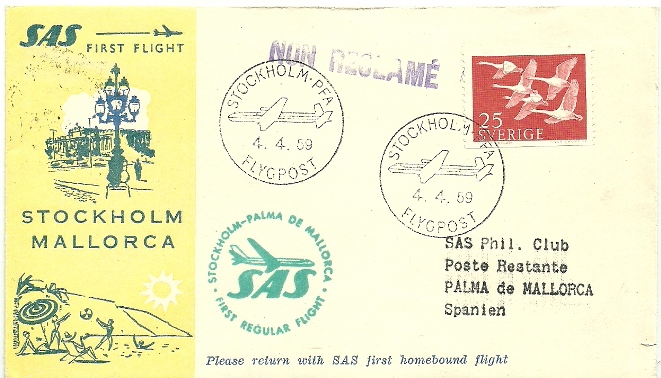 SAS
FIRST FLIGHT
STOCKHOLM
MALLORCA
NON RECLAMÉ
STOCKHOLM-PFA
4. 4. 59
FLYGPOST
25
SVERIGE
STOCKHOLM-PFA
4. 4. 59
FLYGPOST
STOCKHOLM-PALMA DE MALLORCA
SAS
• FIRST REGULAR FLIGHT •
SAS Phil. Club
Poste Restante
PALMA de MALLORCA
Spanien
Please return with SAS first homebound flight